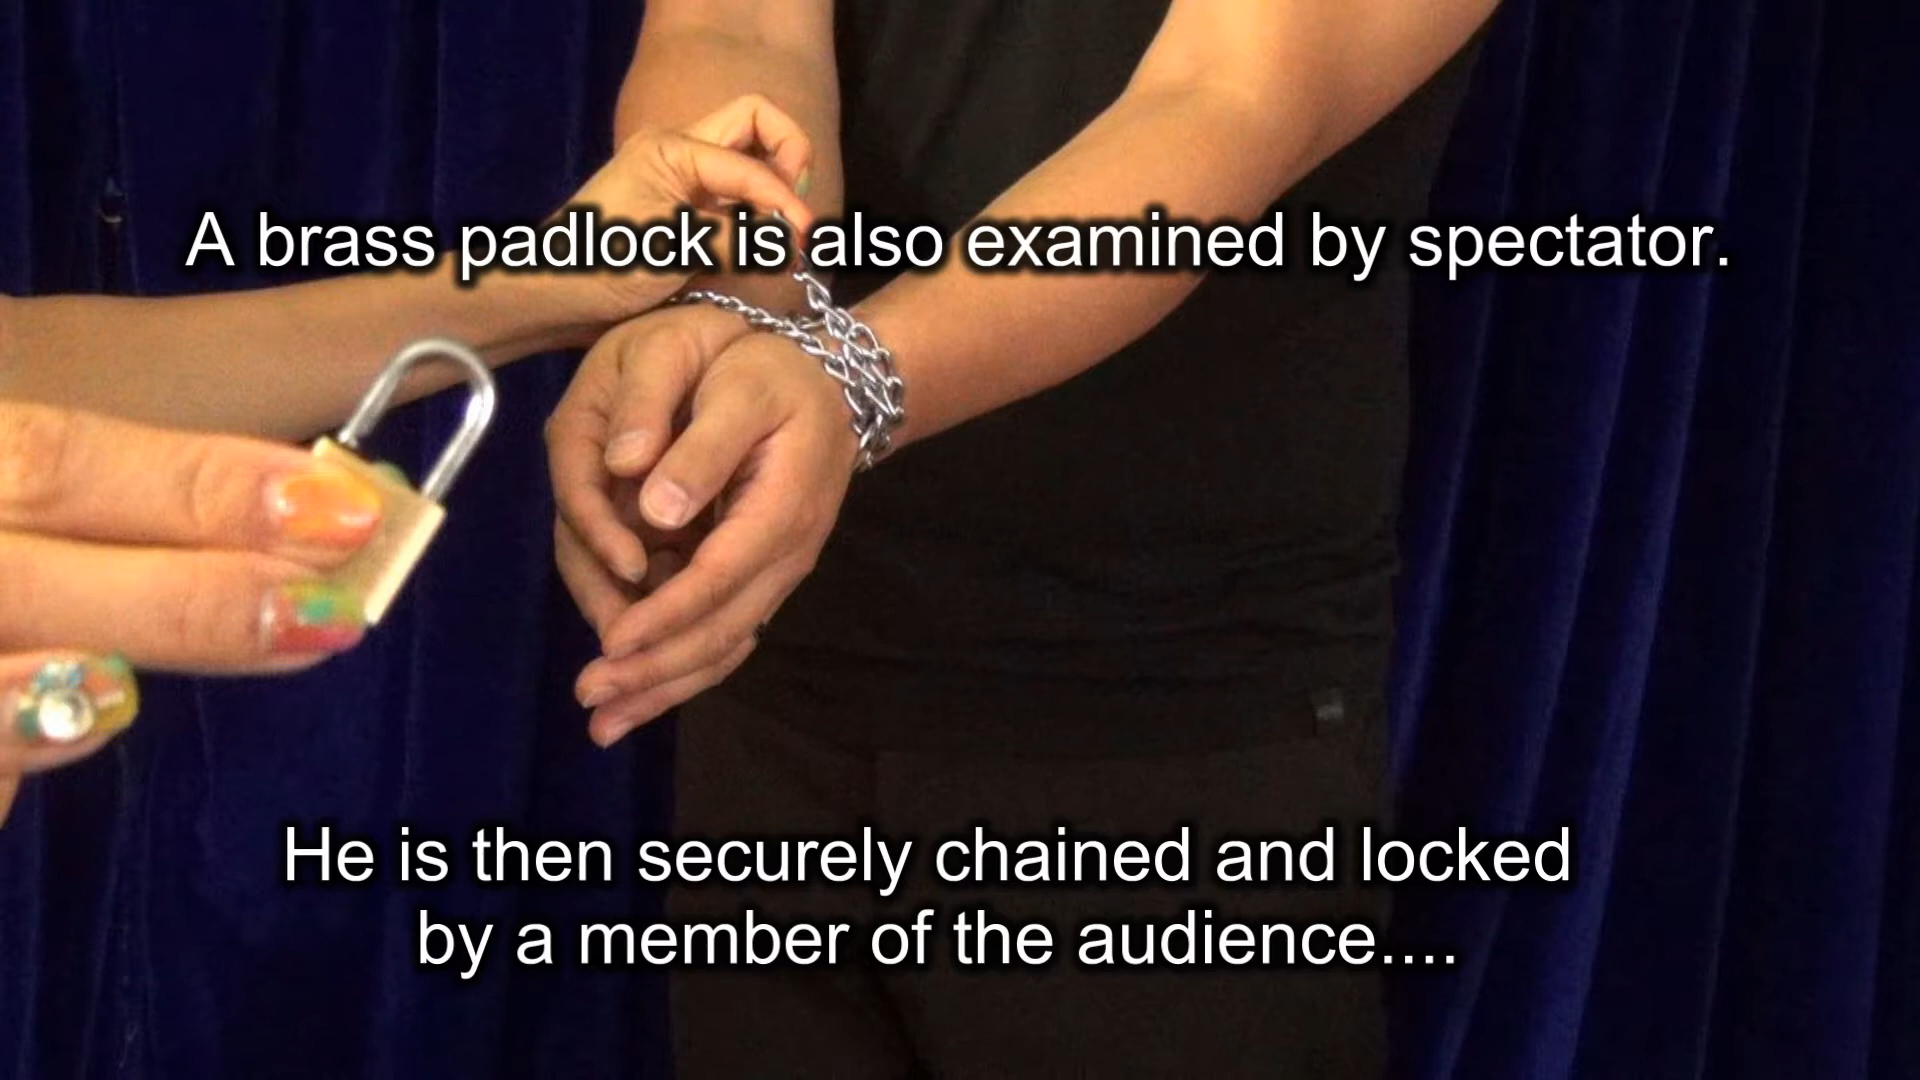 A brass padlock is also examined by spectator.
He is then securely chained and locked
by a member of the audience....